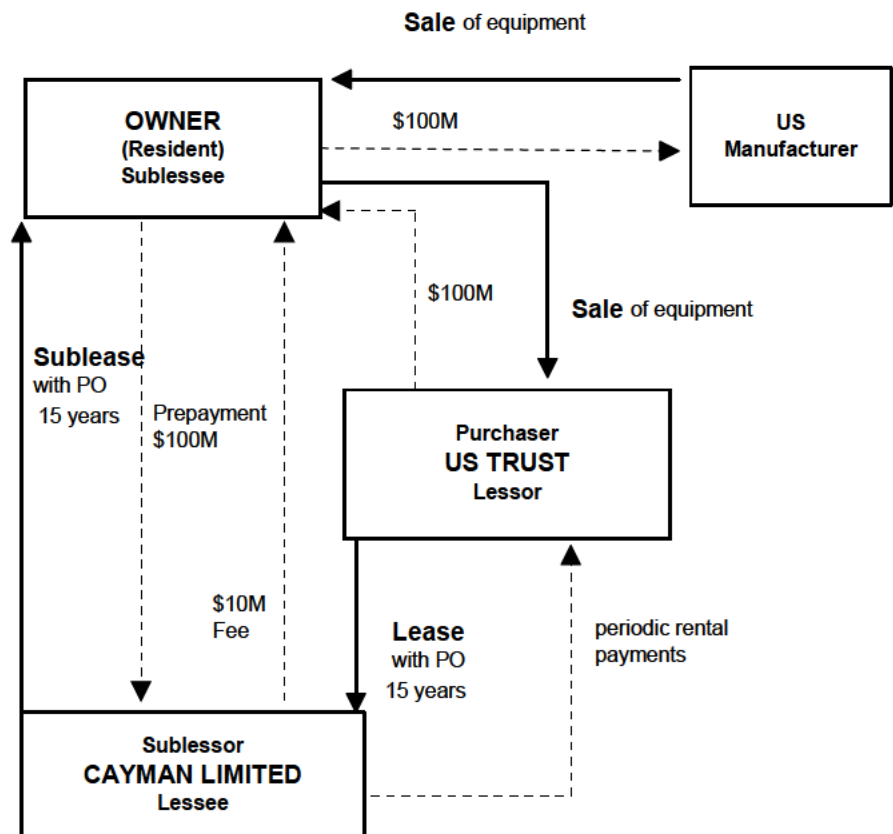 Sale of equipment
OWNER
(Resident)
Sublessee
$100M
US
Manufacturer
$100M
Sale of equipment
Sublease
with PO
15 years
Prepayment
$100M
Purchaser
US TRUST
Lessor
$10M
Fee
Lease
with PO
15 years
periodic rental
payments
Sublessor
CAYMAN LIMITED
Lessee